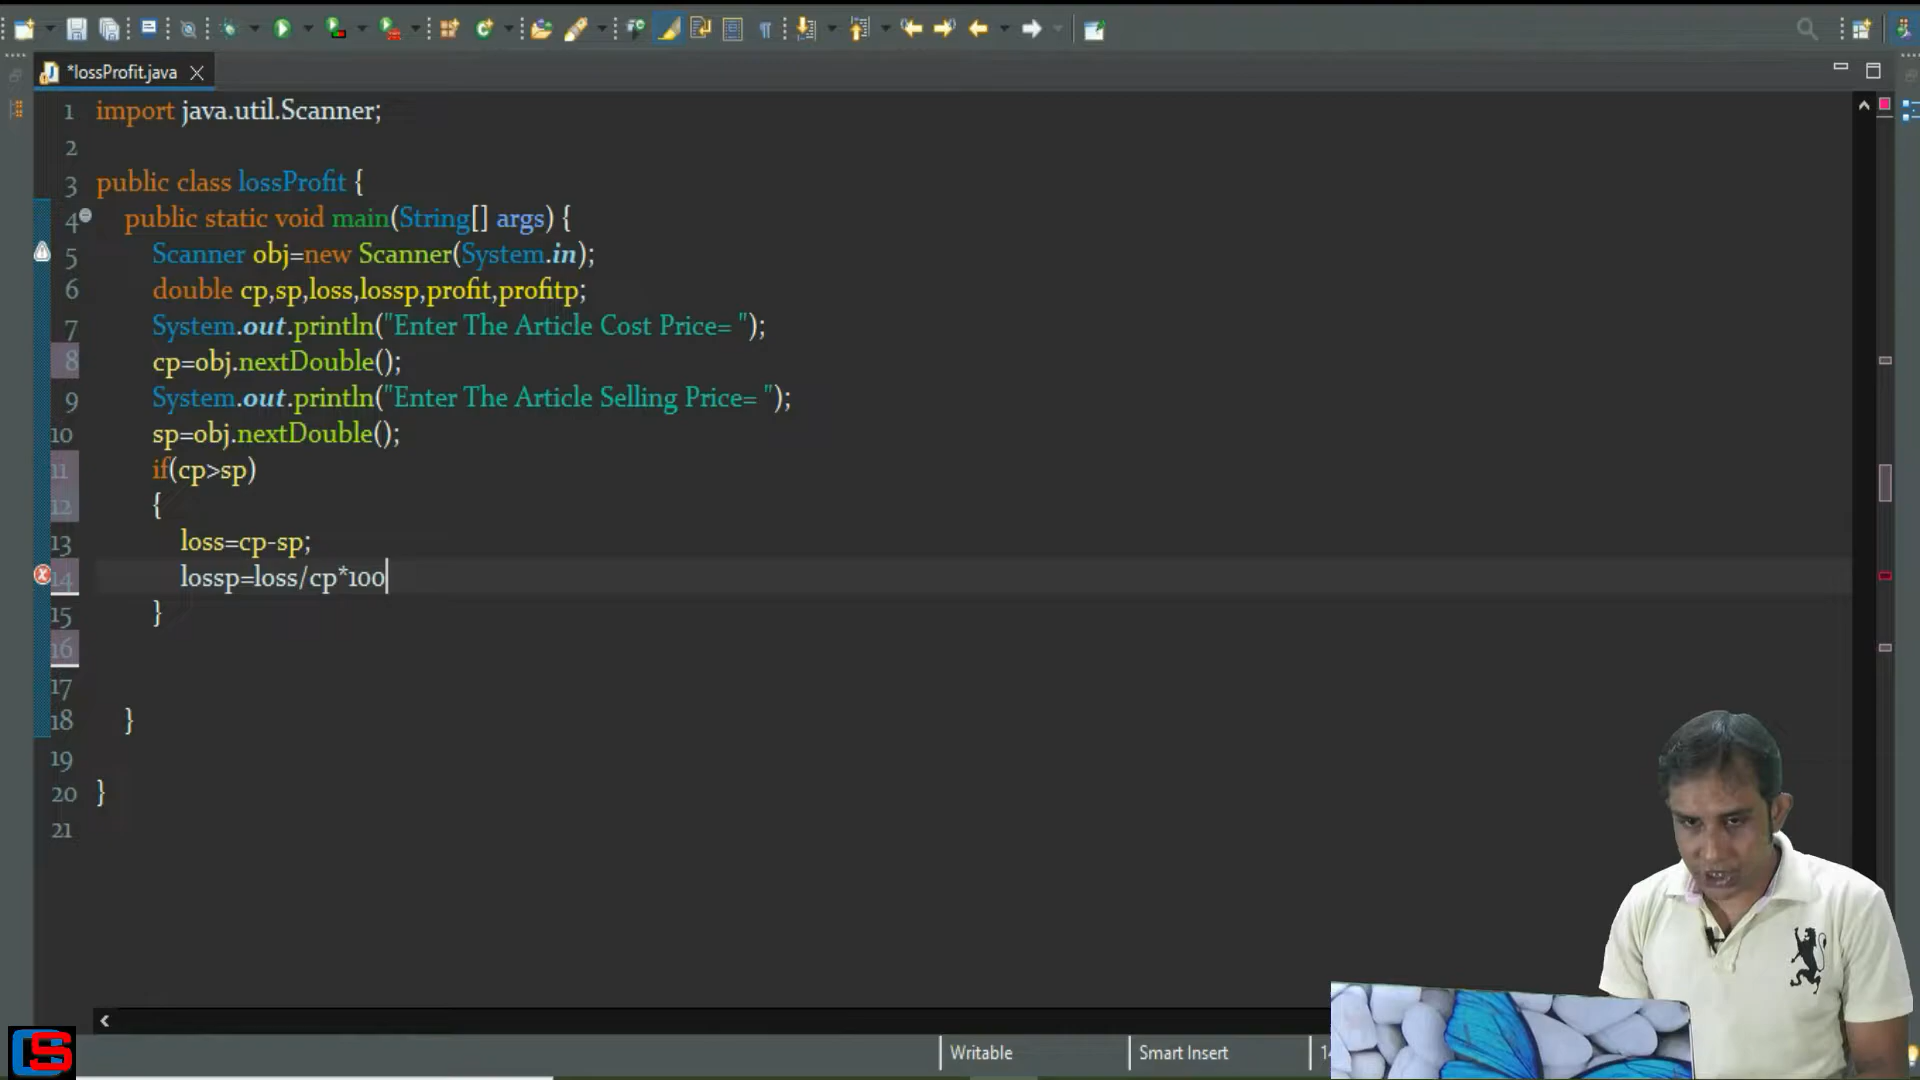 *lossProfit.java
1 import java.util.Scanner;
2
3 public class lossProfit {
4 public static void main(String[] args) {
5 Scanner obj=new Scanner(System.in);
6 double cp,sp,loss,lossp,profit,profitp;
7 System.out.println("Enter The Article Cost Price= ");
8 cp=obj.nextDouble();
9 System.out.println("Enter The Article Selling Price= ");
10 sp=obj.nextDouble();
11 if(cp>sp)
12 {
13 loss=cp-sp;
14 lossp=loss/cp*100
15 }
16
17
18 }
19
20 }
21
Writable Smart Insert
CS